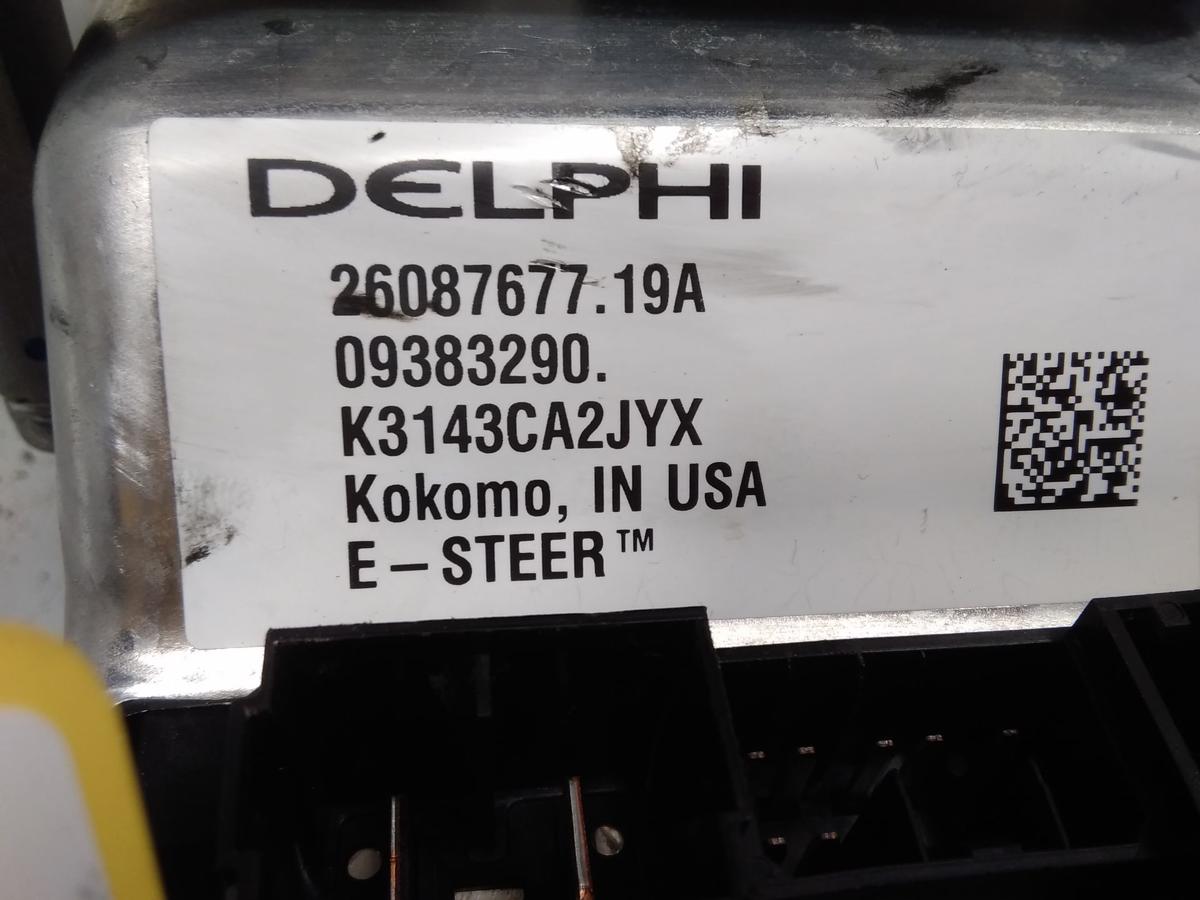 DELPHI
26087677.19A
09383290.
K3143CA2JYX
Kokomo, IN USA
E-STEER™